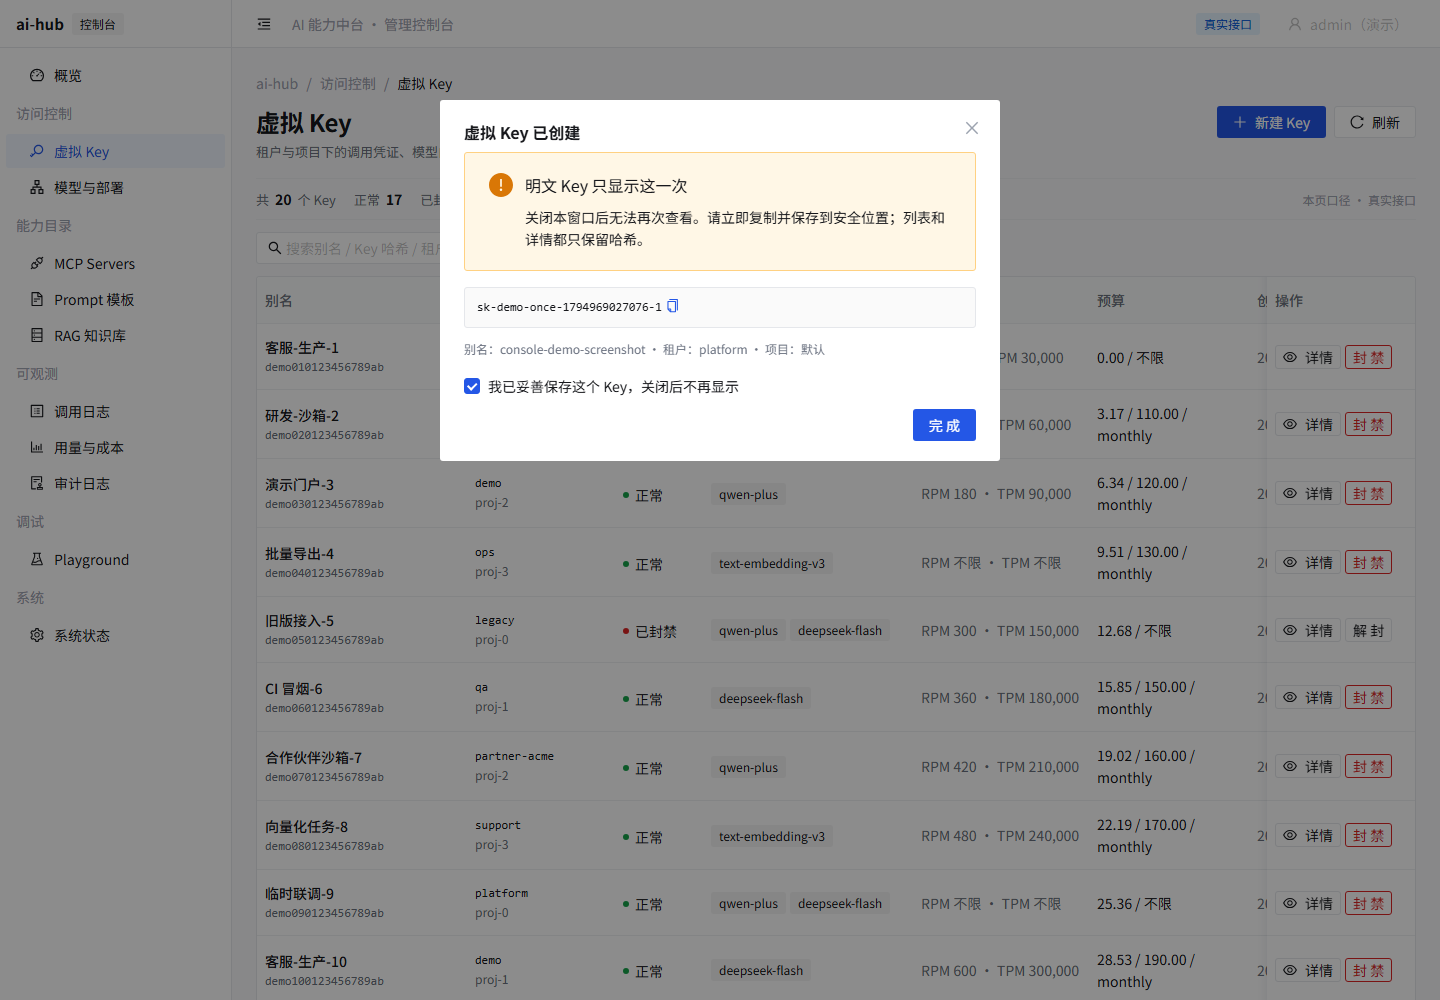 ai-hub 控制台
AI 能力中台 • 管理控制台
真实接口
admin（演示）
概览
访问控制
虚拟 Key
模型与部署
能力目录
MCP Servers
Prompt 模板
RAG 知识库
可观测
调用日志
用量与成本
审计日志
调试
Playground
系统
系统状态
ai-hub / 访问控制 / 虚拟 Key
虚拟 Key
租户与项目下的调用凭证、模型
新建 Key
刷新
共 20 个 Key 正常 17 已封
本页口径 • 真实接口
搜索别名 / Key 哈希 / 租户
虚拟 Key 已创建
明文 Key 只显示这一次
关闭本窗口后无法再次查看。请立即复制并保存到安全位置；列表和
详情都只保留哈希。
sk-demo-once-1794969027076-1
别名：console-demo-screenshot • 租户：platform • 项目：默认
我已妥善保存这个 Key，关闭后不再显示
完成
别名 预算 创 操作
客服-生产-1
demo010123456789ab
PM 30,000
0.00 / 不限
20 详情 封禁
研发-沙箱-2
demo020123456789ab
TPM 60,000
3.17 / 110.00 /
monthly
20 详情 封禁
演示门户-3
demo030123456789ab
demo
proj-2
正常
qwen-plus
RPM 180 • TPM 90,000
6.34 / 120.00 /
monthly
20 详情 封禁
批量导出-4
demo040123456789ab
ops
proj-3
正常
text-embedding-v3
RPM 不限 • TPM 不限
9.51 / 130.00 /
monthly
20 详情 封禁
旧版接入-5
demo050123456789ab
legacy
proj-0
已封禁
qwen-plus deepseek-flash
RPM 300 • TPM 150,000
12.68 / 不限
20 详情 解封
CI 冒烟-6
demo060123456789ab
qa
proj-1
正常
deepseek-flash
RPM 360 • TPM 180,000
15.85 / 150.00 /
monthly
20 详情 封禁
合作伙伴沙箱-7
demo070123456789ab
partner-acme
proj-2
正常
qwen-plus
RPM 420 • TPM 210,000
19.02 / 160.00 /
monthly
20 详情 封禁
向量化任务-8
demo080123456789ab
support
proj-3
正常
text-embedding-v3
RPM 480 • TPM 240,000
22.19 / 170.00 /
monthly
20 详情 封禁
临时联调-9
demo090123456789ab
platform
proj-0
正常
qwen-plus deepseek-flash
RPM 不限 • TPM 不限
25.36 / 不限
20 详情 封禁
客服-生产-10
demo100123456789ab
demo
proj-1
正常
deepseek-flash
RPM 600 • TPM 300,000
28.53 / 190.00 /
monthly
20 详情 封禁